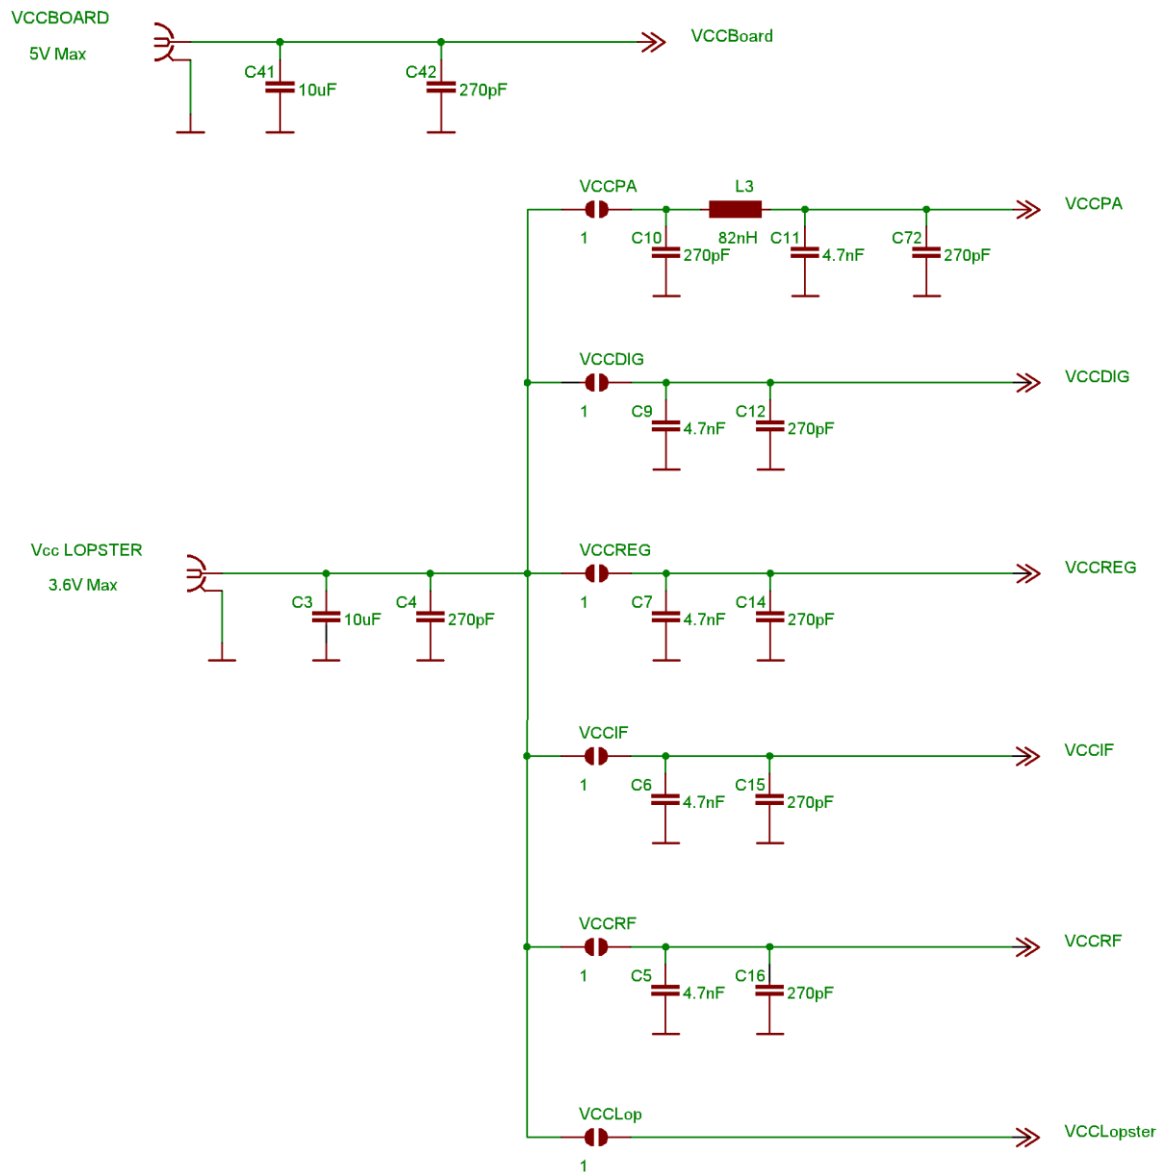 VCCBOARD
5V Max
C41
10uF
C42
270pF
VCCBoard
VCCPA
1
C10
270pF
L3
82nH
C11
4.7nF
C72
270pF
VCCPA
VCCDIG
1
C9
4.7nF
C12
270pF
VCCDIG
Vcc LOPSTER
3.6V Max
C3
10uF
C4
270pF
VCCREG
1
C7
4.7nF
C14
270pF
VCCREG
VCCIF
1
C6
4.7nF
C15
270pF
VCCIF
VCCRF
1
C5
4.7nF
C16
270pF
VCCRF
VCCLop
1
VCCLopster